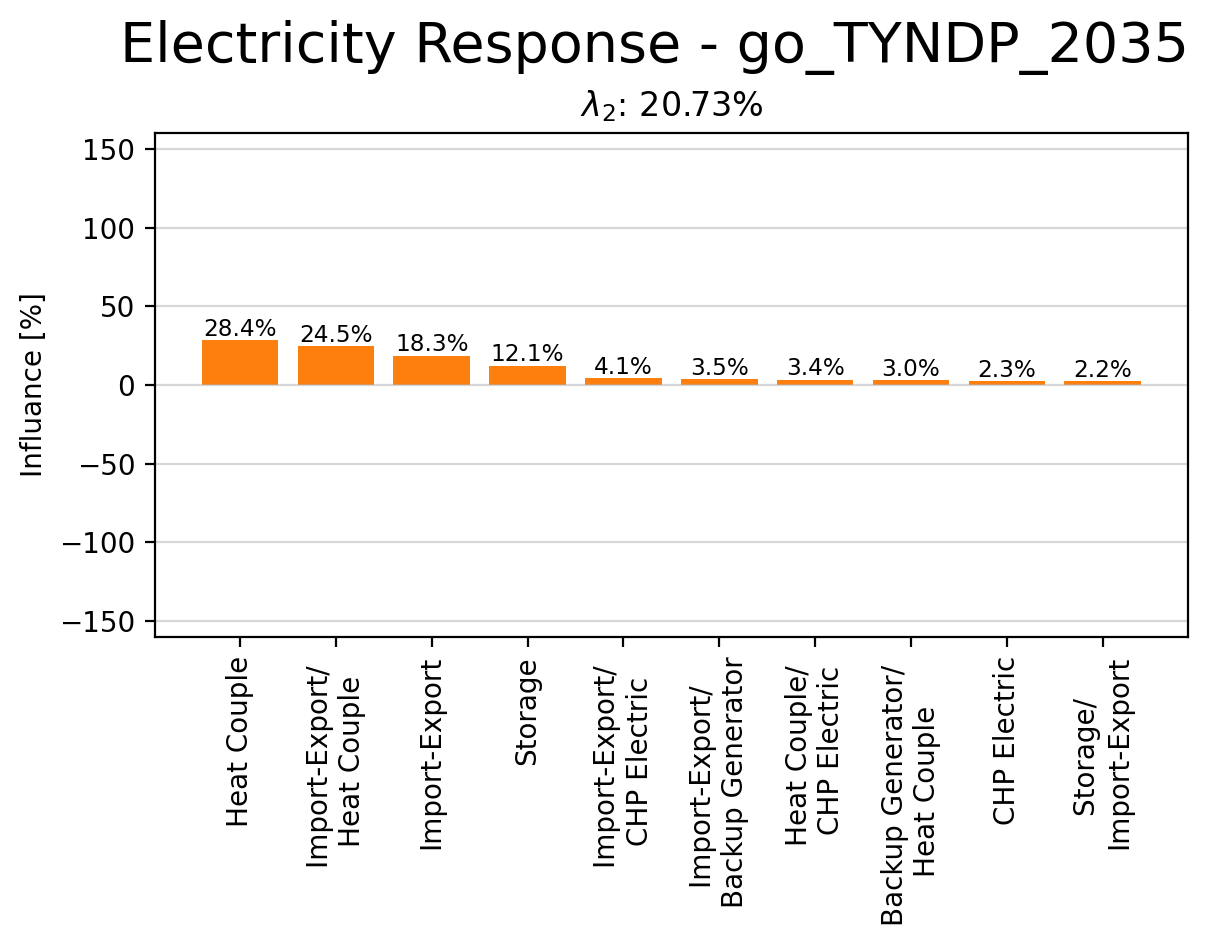 Electricity Response - go_TYNDP_2035
λ₂: 20.73%
Influance [%]
150
100
50
0
−50
−100
−150
28.4%
24.5%
18.3%
12.1%
4.1%
3.5%
3.4%
3.0%
2.3%
2.2%
Heat Couple
Import-Export/
Heat Couple
Import-Export
Storage
Import-Export/
CHP Electric
Import-Export/
Backup Generator
Heat Couple/
CHP Electric
Backup Generator/
Heat Couple
CHP Electric
Storage/
Import-Export